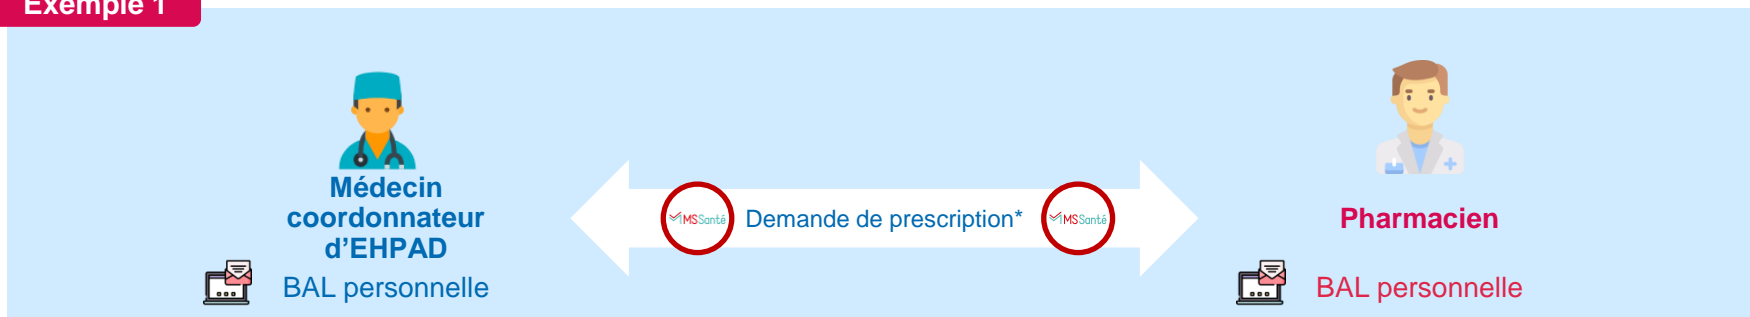 Exemple 1
Médecin
coordonnateur
d’EHPAD
BAL personnelle
MSSanté
Demande de prescription*
MSSanté
Pharmacien
BAL personnelle